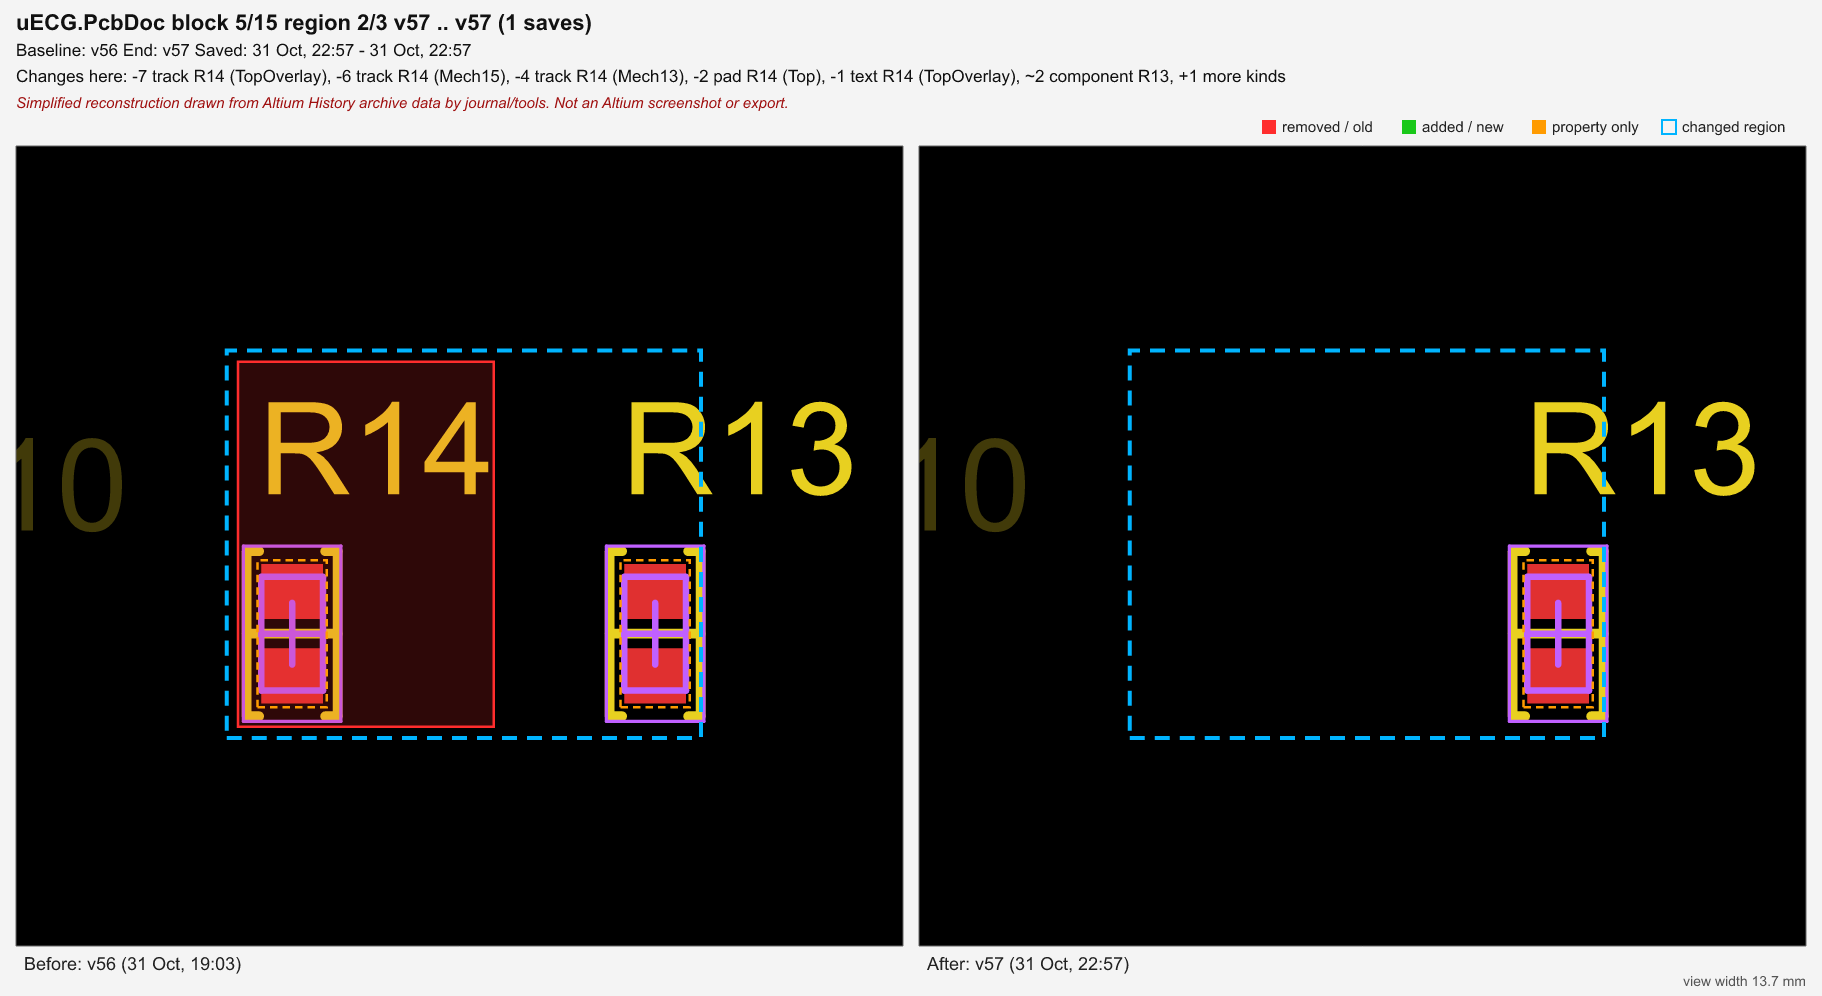 uECG.PcbDoc block 5/15 region 2/3 v57 .. v57 (1 saves)
Baseline: v56 End: v57 Saved: 31 Oct, 22:57 - 31 Oct, 22:57
Changes here: -7 track R14 (TopOverlay), -6 track R14 (Mech15), -4 track R14 (Mech13), -2 pad R14 (Top), -1 text R14 (TopOverlay), ~2 component R13, +1 more kinds
Simplified reconstruction drawn from Altium History archive data by journal/tools. Not an Altium screenshot or export.
removed / old added / new property only changed region
10 R14 R13
10 R13
Before: v56 (31 Oct, 19:03)
After: v57 (31 Oct, 22:57)
view width 13.7 mm